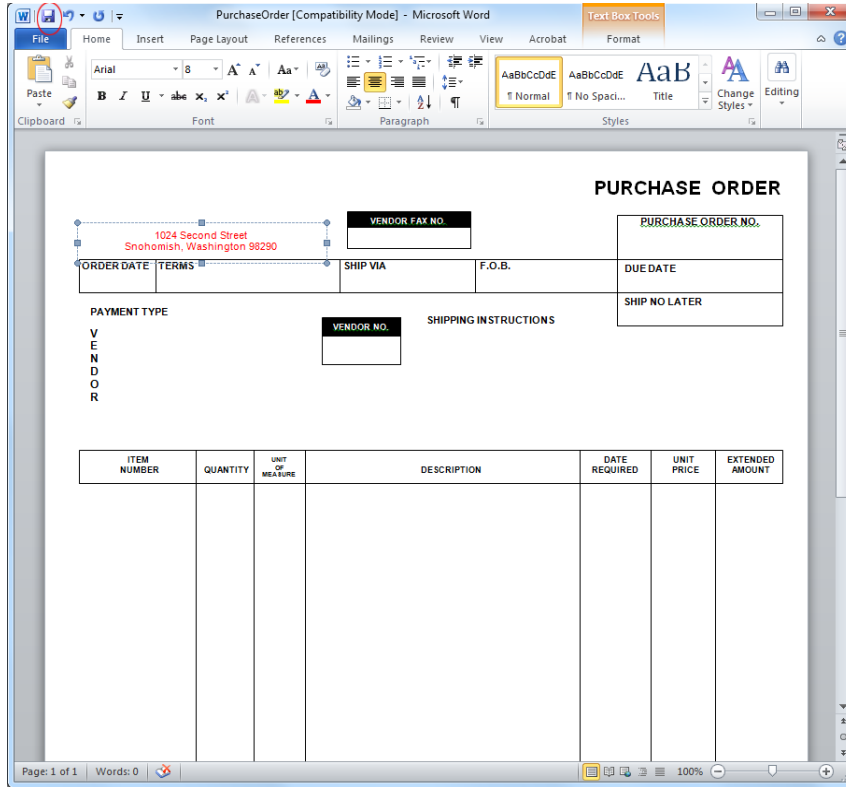 PurchaseOrder [Compatibility Mode] - Microsoft Word
Text Box Tools
File Home Insert Page Layout References Mailings Review View Acrobat Format
Paste
Arial 8
Aa
B I U abc x₂ x²
A
AaBbCcDdE AaBbCcDdE AaB
¶ Normal ¶ No Spaci... Title
Change Styles
Editing
Clipboard Font Paragraph Styles
PURCHASE ORDER
1024 Second Street
Snohomish, Washington 98290
VENDOR FAX NO.
PURCHASE ORDER NO.
ORDER DATE TERMS SHIP VIA F.O.B. DUE DATE
SHIP NO LATER
PAYMENT TYPE
VENDOR NO.
SHIPPING INSTRUCTIONS
V
E
N
D
O
R
ITEM NUMBER
QUANTITY
UNIT OF MEASURE
DESCRIPTION
DATE REQUIRED
UNIT PRICE
EXTENDED AMOUNT
Page: 1 of 1 Words: 0 100%